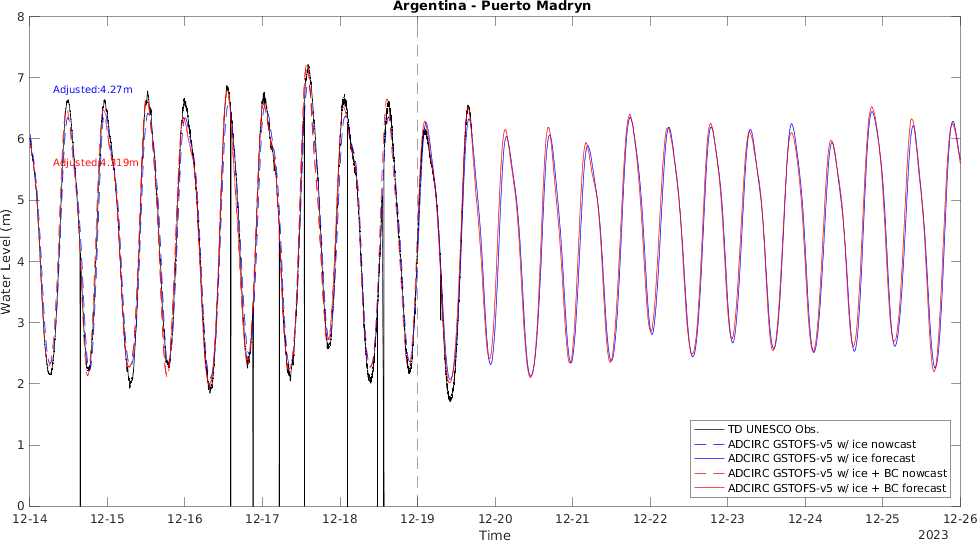 Argentina - Puerto Madryn
8
7
6
5
4
3
2
1
0
Water Level (m)
Adjusted:4.27m
Adjusted:4.319m
TD UNESCO Obs.
ADCIRC GSTOFS-v5 w/ ice nowcast
ADCIRC GSTOFS-v5 w/ ice forecast
ADCIRC GSTOFS-v5 w/ ice + BC nowcast
ADCIRC GSTOFS-v5 w/ ice + BC forecast
12-14 12-15 12-16 12-17 12-18 12-19 12-20 12-21 12-22 12-23 12-24 12-25 12-26
Time
2023